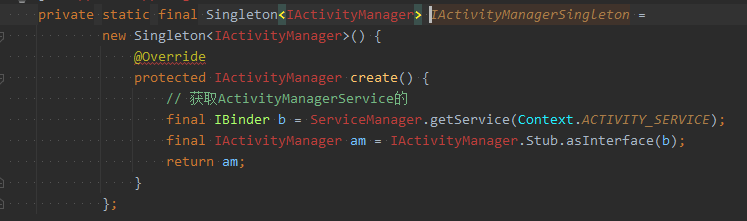 private static final Singleton<IActivityManager> IActivityManagerSingleton =
new Singleton<IActivityManager>() {
@Override
protected IActivityManager create() {
// 获取ActivityManagerService的
final IBinder b = ServiceManager.getService(Context.ACTIVITY_SERVICE);
final IActivityManager am = IActivityManager.Stub.asInterface(b);
return am;
}
};